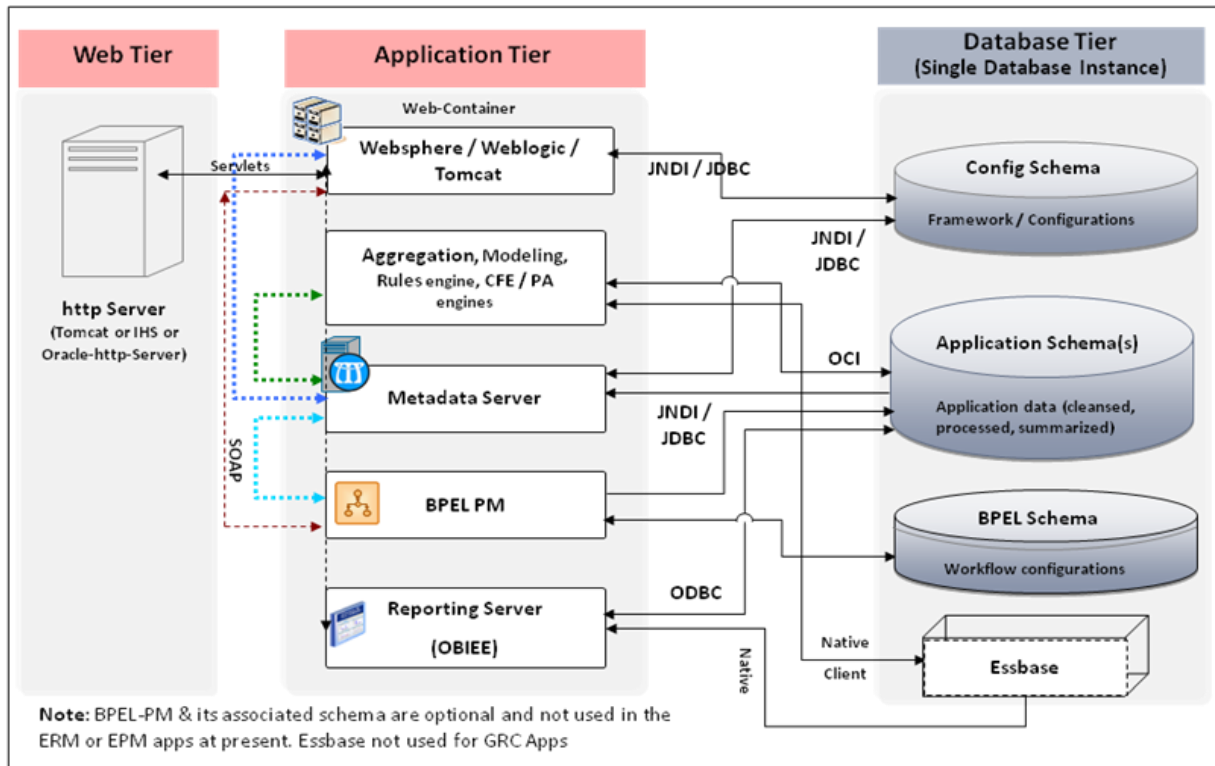 Web Tier
Application Tier
Database Tier
(Single Database Instance)
Web-Container
Websphere / Weblogic /
Tomcat
Servlets
JNDI / JDBC
Config Schema
Framework / Configurations
JNDI /
JDBC
Aggregation, Modeling,
Rules engine, CFE / PA
engines
http Server
(Tomcat or IHS or
Oracle-http-Server)
OCI
Application Schema(s)
Application data (cleansed,
processed, summarized)
Metadata Server
JNDI /
JDBC
SOAP
BPEL PM
BPEL Schema
Workflow configurations
ODBC
Reporting Server
(OBIEE)
Native
Client
Native
Essbase
Note: BPEL-PM & its associated schema are optional and not used in the
ERM or EPM apps at present. Essbase not used for GRC Apps